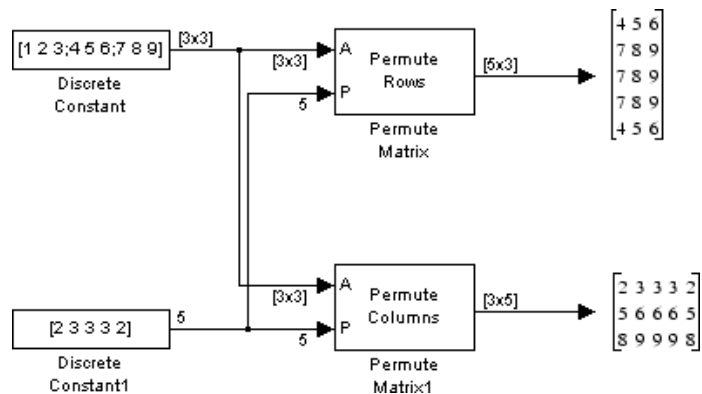 [1 2 3;4 5 6;7 8 9]
[3x3]
Discrete
Constant
[3x3]
5
A
P
Permute
Rows
Permute
Matrix
[5x3]
4 5 6
7 8 9
7 8 9
7 8 9
4 5 6
[2 3 3 3 2]
5
Discrete
Constant1
[3x3]
5
A
P
Permute
Columns
Permute
Matrix1
[3x5]
2 3 3 3 2
5 6 6 6 5
8 9 9 9 8